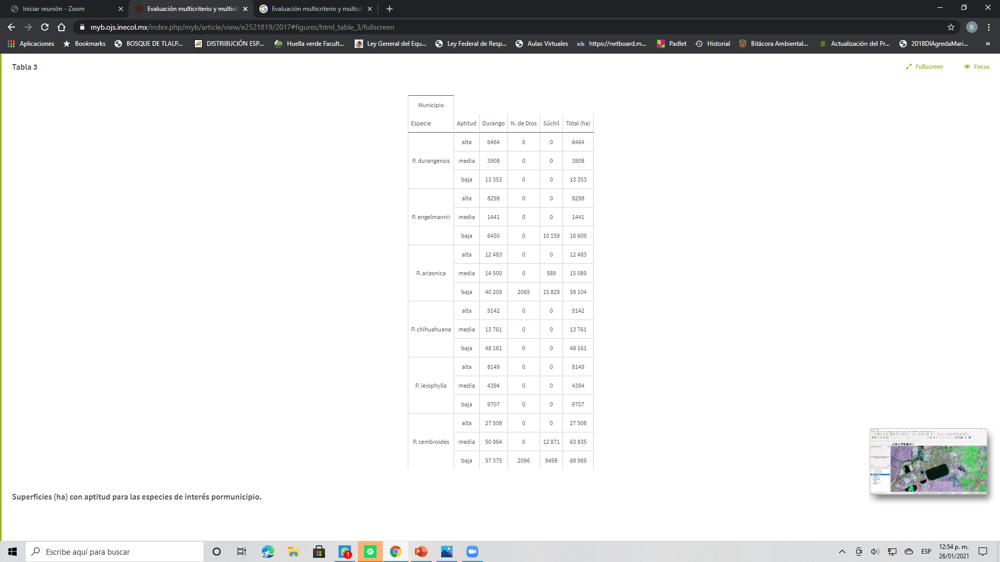 Iniciar reunión - Zoom
Evaluación multicriterio y multiob
Evaluación multicriterio y multiob
myb.ojs.inecol.mx/index.php/myb/article/view/e2521819/2017#figures/html_table_3/fullscreen
B
Aplicaciones Bookmarks BOSQUE DE TLALP... DISTRIBUCIÓN ESP... Huella verde Facult... Ley General del Equ... Ley Federal de Resp... Aulas Virtuales nb https://netboard.m... Padlet Historial Bitácora Ambiental... Actualización del Pr... 2018DIAgredaMari... »
Tabla 3
Fullscreen Focus
Municipio
Especie Aptitud Durango N. de Dios Súchil Total (ha)
alta 6464 0 0 6464
P. durangensis media 3908 0 0 3908
baja 13 353 0 0 13 353
alta 8298 0 0 8298
P. engelmannii media 1441 0 0 1441
baja 6450 0 10 159 16 609
alta 12 483 0 0 12 483
P. arizonica media 14 500 0 589 15 089
baja 40 209 2065 15 829 58 104
alta 9142 0 0 9142
P. chihuahuana media 13 761 0 0 13 761
baja 48 161 0 0 48 161
alta 8149 0 0 8149
P. leiophylla media 4394 0 0 4394
baja 9707 0 0 9707
alta 27 508 0 0 27 508
P. cembroides media 50 964 0 12 871 63 835
baja 57 375 2096 9498 68 969
Superficies (ha) con aptitud para las especies de interés pormunicipio.
Escribe aquí para buscar
1
ESP
12:54 p. m.
26/01/2021